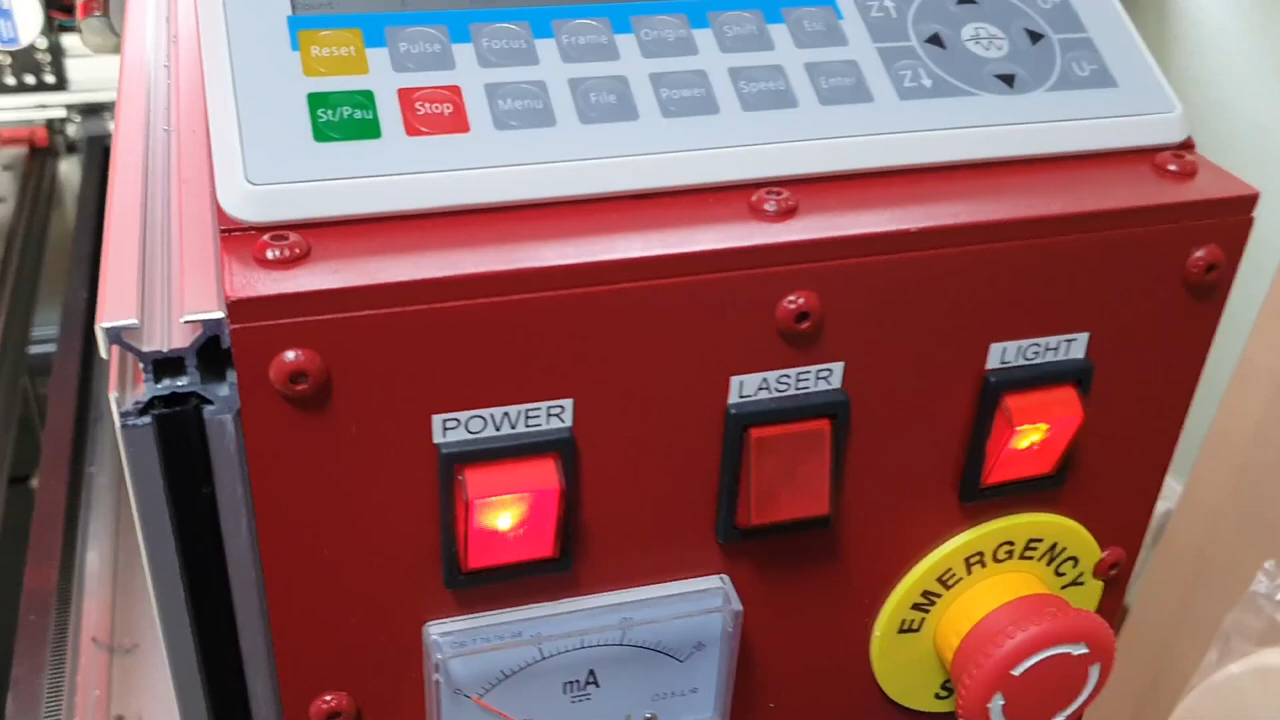 Reset Pulse Focus Frame Origin Shift Esc Z↑
St/Pau Stop Menu File Power Speed Enter Z↓ U-
POWER
LASER
LIGHT
EMERGENCY
mA